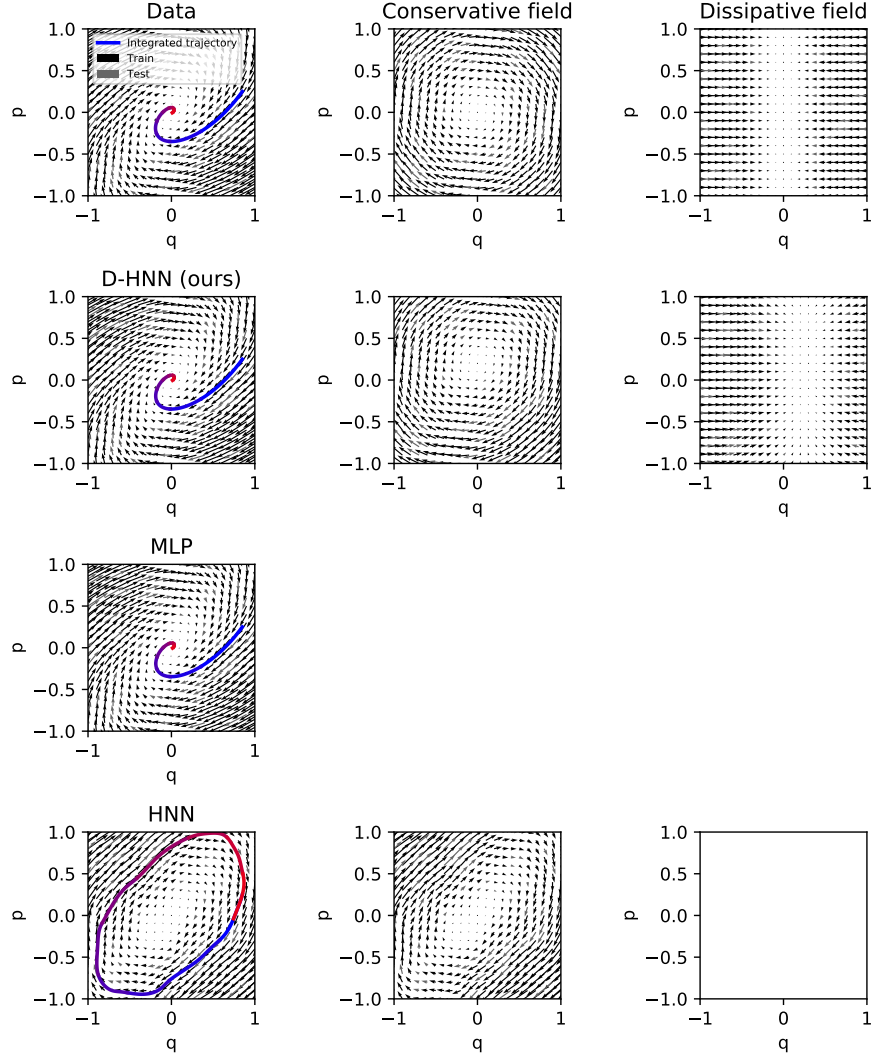 Data Conservative field Dissipative field
Integrated trajectory
Train
Test
1.0 1.0 1.0
0.5 0.5 0.5
0.0 0.0 0.0
−0.5 −0.5 −0.5
−1.0 −1.0 −1.0
p p p
−1 0 1 −1 0 1 −1 0 1
q q q
D-HNN (ours)
1.0 1.0 1.0
0.5 0.5 0.5
0.0 0.0 0.0
−0.5 −0.5 −0.5
−1.0 −1.0 −1.0
p p p
−1 0 1 −1 0 1 −1 0 1
q q q
MLP
1.0
0.5
0.0
−0.5
−1.0
p
−1 0 1
q
HNN
1.0 1.0 1.0
0.5 0.5 0.5
0.0 0.0 0.0
−0.5 −0.5 −0.5
−1.0 −1.0 −1.0
p p p
−1 0 1 −1 0 1 −1 0 1
q q q